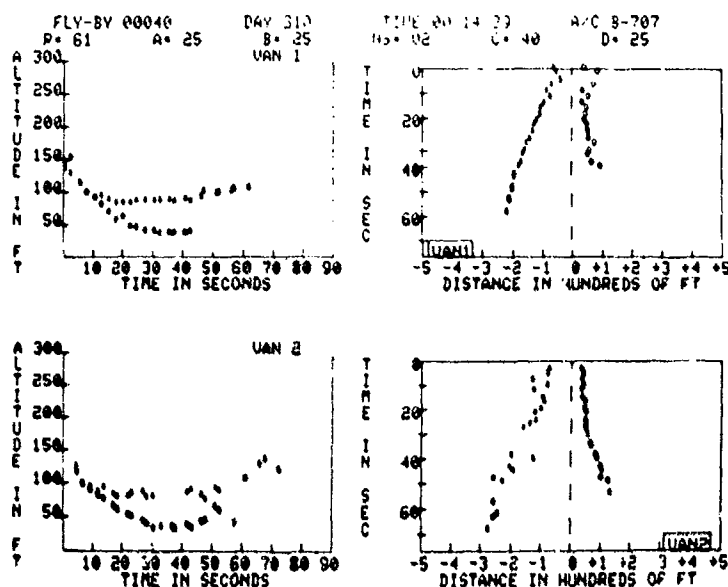 FLY-BY 00040 DAY 310 TIME 00 14 A/C B-707
R= 61 A= 25 B= 25 = 02 = 40 D= 25
VAN 1
ALTITUDE IN FT
300
250
200
150
100
50
10 20 30 40 50 60 70 80 90
TIME IN SECONDS
TIME IN SEC
0
20
40
60
VAN1
-5 -4 -3 -2 -1 0 +1 +2 +3 +4 +5
DISTANCE IN HUNDREDS OF FT
VAN 2
ALTITUDE IN FT
300
250
200
150
100
50
10 20 30 40 50 60 70 80 90
TIME IN SECONDS
TIME IN SEC
0
20
40
60
VAN2
-5 -4 -3 -2 -1 0 +1 +2 +3 +4 +5
DISTANCE IN HUNDREDS OF FT